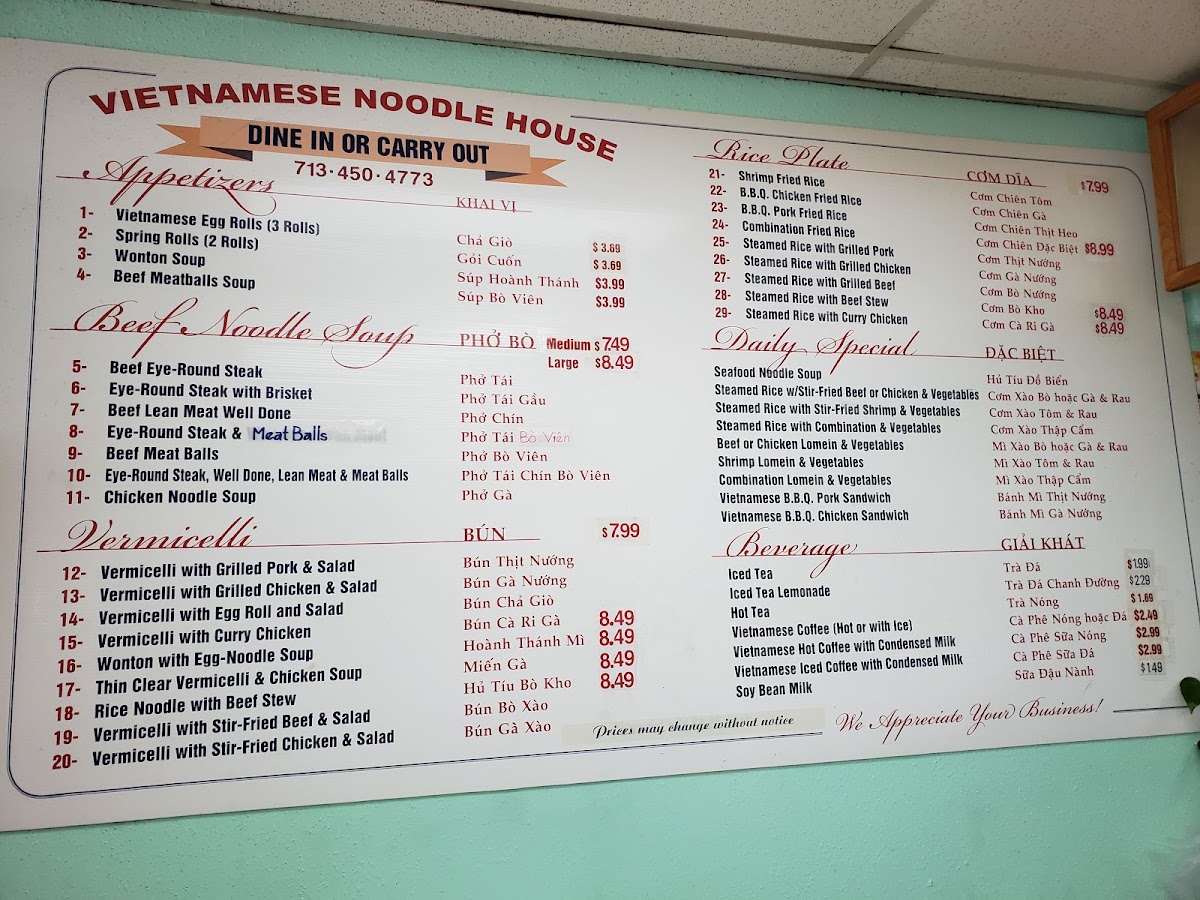 VIETNAMESE NOODLE HOUSE
DINE IN OR CARRY OUT
713·450·4773
Appetizers KHAI VỊ
1- Vietnamese Egg Rolls (3 Rolls) Chả Giò $3.69
2- Spring Rolls (2 Rolls) Gỏi Cuốn $3.69
3- Wonton Soup Súp Hoành Thánh $3.99
4- Beef Meatballs Soup Súp Bò Viên $3.99
Beef Noodle Soup PHỞ BÒ Medium $7.49
Large $8.49
5- Beef Eye-Round Steak Phở Tái
6- Eye-Round Steak with Brisket Phở Tái Gầu
7- Beef Lean Meat Well Done Phở Chín
8- Eye-Round Steak & Meat Balls Phở Tái Bò Viên
9- Beef Meat Balls Phở Bò Viên
10- Eye-Round Steak, Well Done, Lean Meat & Meat Balls Phở Tái Chín Bò Viên
11- Chicken Noodle Soup Phở Gà
Vermicelli BÚN $7.99
12- Vermicelli with Grilled Pork & Salad Bún Thịt Nướng
13- Vermicelli with Grilled Chicken & Salad Bún Gà Nướng
14- Vermicelli with Egg Roll and Salad Bún Chả Giò
15- Vermicelli with Curry Chicken Bún Cà Ri Gà 8.49
16- Wonton with Egg-Noodle Soup Hoành Thánh Mì 8.49
17- Thin Clear Vermicelli & Chicken Soup Miến Gà 8.49
18- Rice Noodle with Beef Stew Hủ Tíu Bò Kho 8.49
19- Vermicelli with Stir-Fried Beef & Salad Bún Bò Xào
20- Vermicelli with Stir-Fried Chicken & Salad Bún Gà Xào
Prices may change without notice
Rice Plate CƠM DĨA $7.99
21- Shrimp Fried Rice Cơm Chiên Tôm
22- B.B.Q. Chicken Fried Rice Cơm Chiên Gà
23- B.B.Q. Pork Fried Rice Cơm Chiên Thịt Heo
24- Combination Fried Rice Cơm Chiên Đặc Biệt $8.99
25- Steamed Rice with Grilled Pork Cơm Thịt Nướng
26- Steamed Rice with Grilled Chicken Cơm Gà Nướng
27- Steamed Rice with Grilled Beef Cơm Bò Nướng
28- Steamed Rice with Beef Stew Cơm Bò Kho $8.49
29- Steamed Rice with Curry Chicken Cơm Cà Ri Gà $8.49
Daily Special ĐẶC BIỆT
Seafood Noodle Soup Hủ Tíu Đồ Biển
Steamed Rice w/Stir-Fried Beef or Chicken & Vegetables Cơm Xào Bò hoặc Gà & Rau
Steamed Rice with Stir-Fried Shrimp & Vegetables Cơm Xào Tôm & Rau
Steamed Rice with Combination & Vegetables Cơm Xào Thập Cẩm
Beef or Chicken Lomein & Vegetables Mì Xào Bò hoặc Gà & Rau
Shrimp Lomein & Vegetables Mì Xào Tôm & Rau
Combination Lomein & Vegetables Mì Xào Thập Cẩm
Vietnamese B.B.Q. Pork Sandwich Bánh Mì Thịt Nướng
Vietnamese B.B.Q. Chicken Sandwich Bánh Mì Gà Nướng
Beverage GIẢI KHÁT
Iced Tea Trà Đá $1.99
Iced Tea Lemonade Trà Đá Chanh Đường $2.29
Hot Tea Trà Nóng $1.69
Vietnamese Coffee (Hot or with Ice) Cà Phê Nóng hoặc Đá $2.49
Vietnamese Hot Coffee with Condensed Milk Cà Phê Sữa Nóng $2.99
Vietnamese Iced Coffee with Condensed Milk Cà Phê Sữa Đá $2.99
Soy Bean Milk Sữa Đậu Nành $1.49
We Appreciate Your Business!